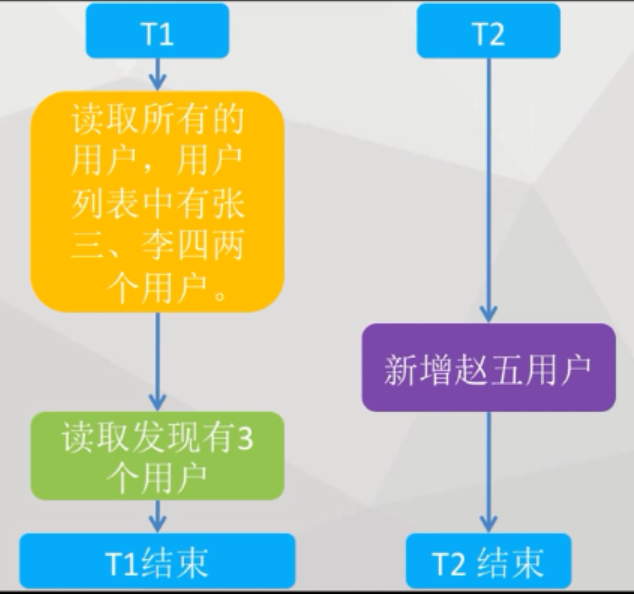 T1
T2
读取所有的
用户，用户
列表中有张
三、李四两
个用户。
新增赵五用户
读取发现有3
个用户
T1结束
T2 结束